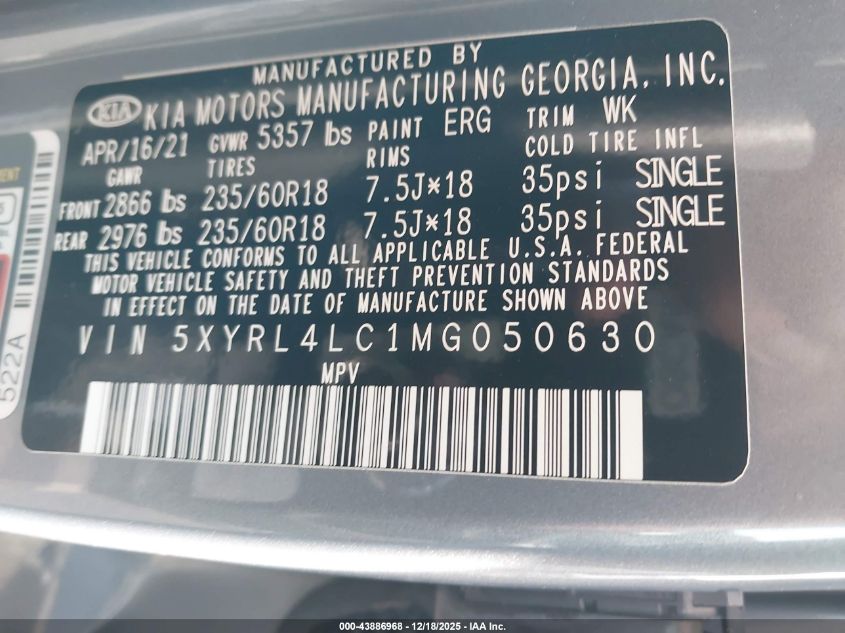 MANUFACTURED BY
KIA KIA MOTORS MANUFACTURING GEORGIA, INC.
APR/16/21 GVWR 5357 lbs PAINT ERG TRIM WK
GAWR TIRES RIMS COLD TIRE INFL
FRONT 2866 lbs 235/60R18 7.5J*18 35psi SINGLE
REAR 2976 lbs 235/60R18 7.5J*18 35psi SINGLE
THIS VEHICLE CONFORMS TO ALL APPLICABLE U.S.A. FEDERAL
MOTOR VEHICLE SAFETY AND THEFT PREVENTION STANDARDS
IN EFFECT ON THE DATE OF MANUFACTURE SHOWN ABOVE
VIN 5XYRL4LC1MG050630
MPV
522A
000-43886968 - 12/18/2025 - IAA Inc.